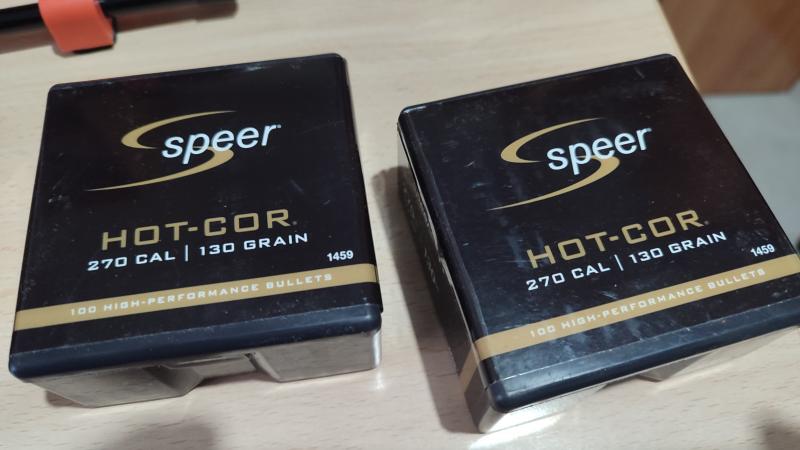 speer®
HOT-COR®
270 CAL | 130 GRAIN
1459
100 HIGH-PERFORMANCE BULLETS
speer®
HOT-COR®
270 CAL | 130 GRAIN
1459
100 HIGH-PERFORMANCE BULLETS